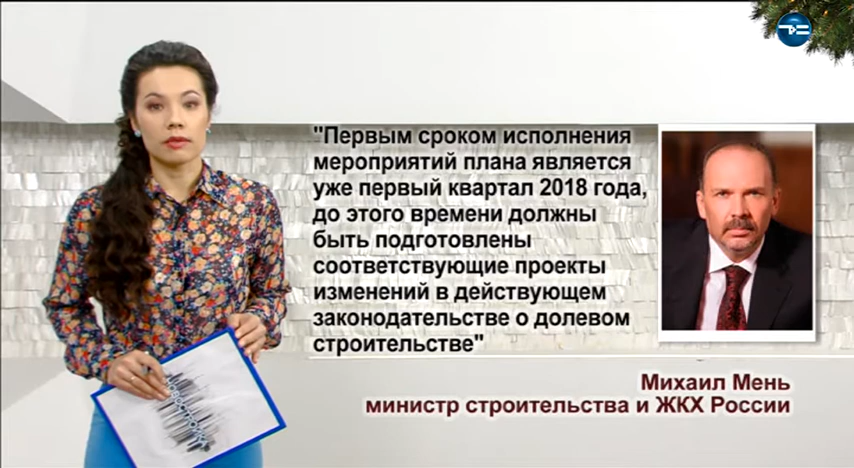 "Первым сроком исполнения
мероприятий плана является
уже первый квартал 2018 года,
до этого времени должны
быть подготовлены
соответствующие проекты
изменений в действующем
законодательстве о долевом
строительстве"
Михаил Мень
министр строительства и ЖКХ России